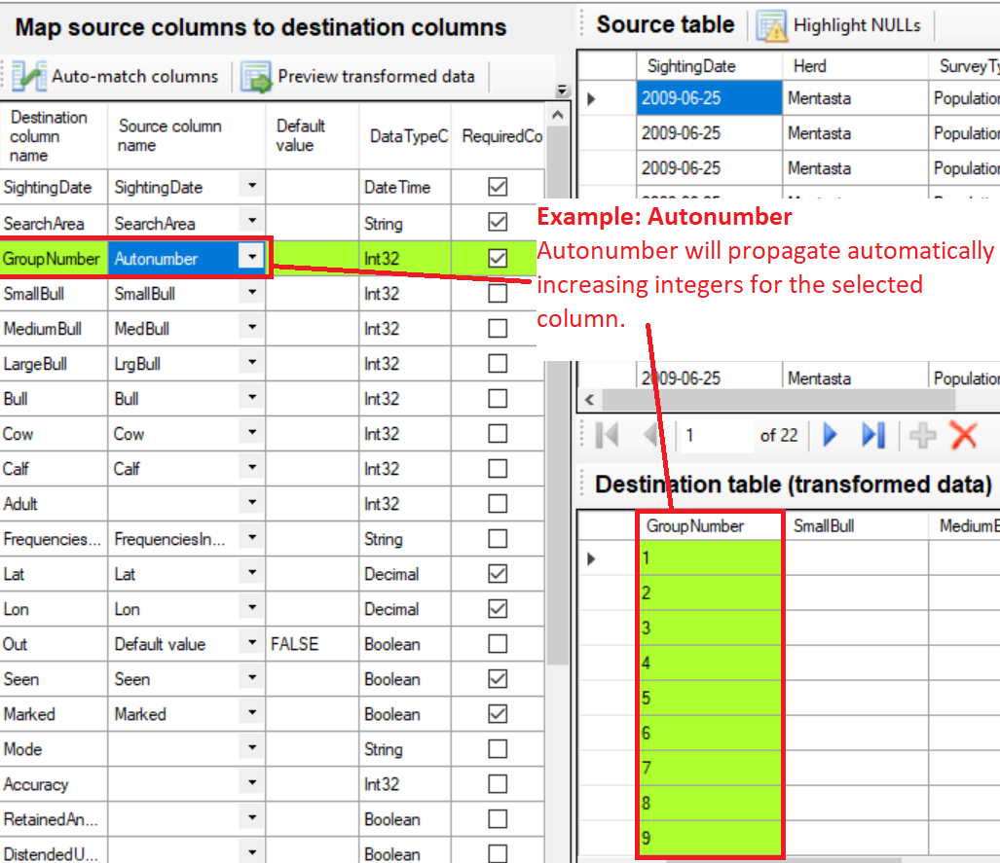 Map source columns to destination columns
Auto-match columns Preview transformed data
Destination column name Source column name Default value DataTypeC RequiredCo
SightingDate SightingDate DateTime
SearchArea SearchArea String
GroupNumber Autonumber Int32
SmallBull SmallBull Int32
MediumBull MedBull Int32
LargeBull LrgBull Int32
Bull Bull Int32
Cow Cow Int32
Calf Calf Int32
Adult Int32
Frequencies... FrequenciesIn... String
Lat Lat Decimal
Lon Lon Decimal
Out Default value FALSE Boolean
Seen Seen Boolean
Marked Marked Boolean
Mode String
Accuracy Int32
RetainedAn... Boolean
DistendedU... Boolean
Source table Highlight NULLs
SightingDate Herd SurveyTy
2009-06-25 Mentasta Population
2009-06-25 Mentasta Population
2009-06-25 Mentasta Population
Example: Autonumber
Autonumber will propagate automatically
increasing integers for the selected
column.
2009-06-25 Mentasta Population
1 of 22
Destination table (transformed data)
GroupNumber SmallBull MediumB
1
2
3
4
5
6
7
8
9